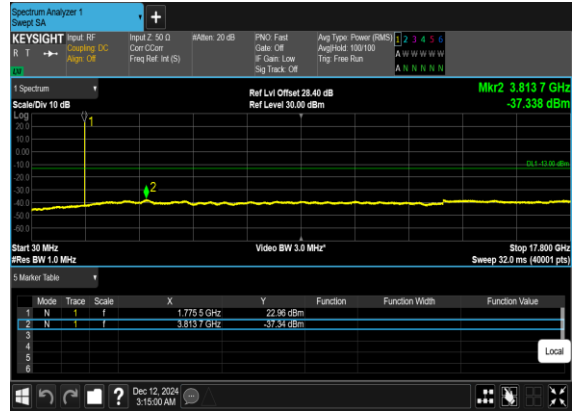 Spectrum Analyzer 1
Swept SA
+
KEYSIGHT Input: RF Input Z: 50 Ω #Atten: 20 dB PNO: Fast Avg Type: Power (RMS) 1 2 3 4 5 6
R T Coupling: DC Corr CCorr Gate: Off Avg|Hold: 100/100 A W W W W W
Align: Off Freq Ref: Int (S) IF Gain: Low Trig: Free Run
Sig Track: Off A N N N N N
1 Spectrum Ref Lvl Offset 28.40 dB Mkr2 3.813 7 GHz
Scale/Div 10 dB Ref Level 30.00 dBm -37.338 dBm
Log
1
20.0
10.0
0.00
-10.0
DL1 -13.00 dBm
-20.0
-30.0
2
-40.0
-50.0
-60.0
Start 30 MHz Video BW 3.0 MHz* Stop 17.800 GHz
#Res BW 1.0 MHz Sweep 32.0 ms (40001 pts)
5 Marker Table
Mode Trace Scale X Y Function Function Width Function Value
1 N 1 f 1.775 5 GHz 22.96 dBm
2 N 1 f 3.813 7 GHz -37.34 dBm
3
4
5
6
Local
? Dec 12, 2024
3:15:00 AM